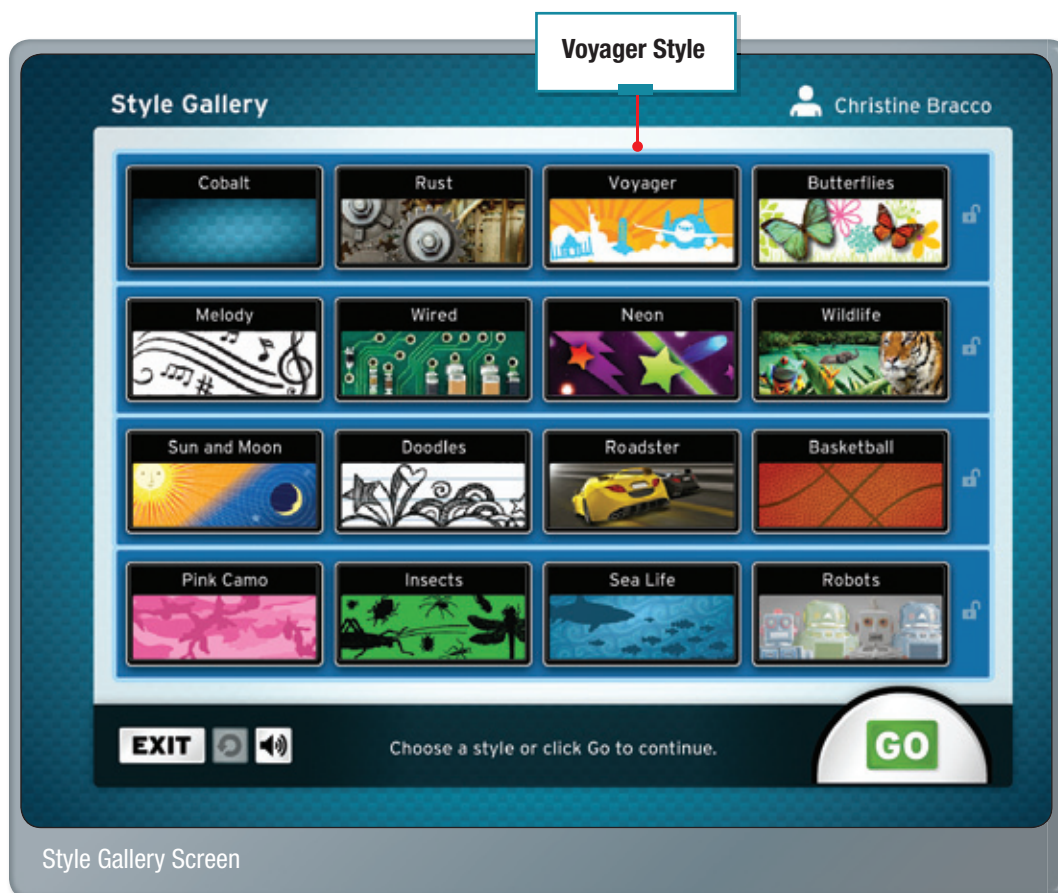 Voyager Style
Style Gallery
Christine Bracco
Cobalt Rust Voyager Butterflies
Melody Wired Neon Wildlife
Sun and Moon Doodles Roadster Basketball
Pink Camo Insects Sea Life Robots
EXIT Choose a style or click Go to continue. GO
Style Gallery Screen